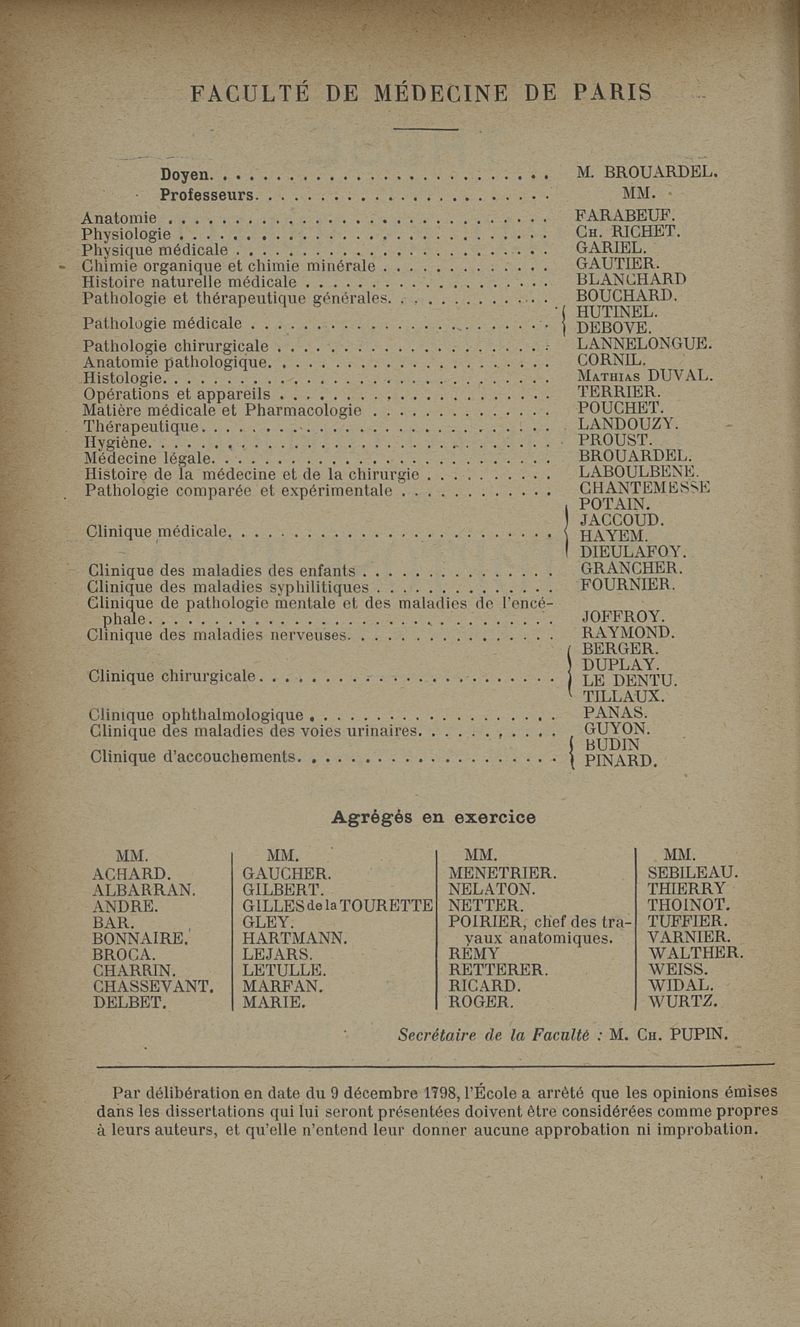 FACULTÉ DE MÉDECINE DE PARIS
Doyen. . . . . . . . . . . . . . . . . . . . . . . . . . M. BROUARDEL.
Professeurs. . . . . . . . . . . . . . . . . . . . . . . MM.
Anatomie . . . . . . . . . . . . . . . . . . . . . . . . FARABEUF.
Physiologie . . . . . . . . . . . . . . . . . . . . . . . CH. RICHET.
Physique médicale . . . . . . . . . . . . . . . . . . . . GARIEL.
Chimie organique et chimie minérale . . . . . . . . . . . . . GAUTIER.
Histoire naturelle médicale . . . . . . . . . . . . . . . . . BLANCHARD
Pathologie et thérapeutique générales. . . . . . . . . . . . . BOUCHARD.
Pathologie médicale . . . . . . . . . . . . . . . . . . . . { HUTINEL.
DEBOVE.
Pathologie chirurgicale . . . . . . . . . . . . . . . . . . . LANNELONGUE.
Anatomie pathologique. . . . . . . . . . . . . . . . . . . . CORNIL.
Histologie. . . . . . . . . . . . . . . . . . . . . . . . . MATHIAS DUVAL.
Opérations et appareils . . . . . . . . . . . . . . . . . . . TERRIER.
Matière médicale et Pharmacologie . . . . . . . . . . . . . . POUCHET.
Thérapeutique. . . . . . . . . . . . . . . . . . . . . . . . LANDOUZY.
Hygiène. . . . . . . . . . . . . . . . . . . . . . . . . . . PROUST.
Médecine légale. . . . . . . . . . . . . . . . . . . . . . . BROUARDEL.
Histoire de la médecine et de la chirurgie . . . . . . . . . . LABOULBENE.
Pathologie comparée et expérimentale . . . . . . . . . . . . CHANTEMESSE
POTAIN.
JACCOUD.
Clinique médicale. . . . . . . . . . . . . . . . . . . . . . { HAYEM.
DIEULAFOY.
Clinique des maladies des enfants . . . . . . . . . . . . . . . GRANCHER.
Clinique des maladies syphilitiques . . . . . . . . . . . . . . FOURNIER.
Clinique de pathologie mentale et des maladies de l'encé-
phale. . . . . . . . . . . . . . . . . . . . . . . . . . . . JOFFROY.
Clinique des maladies nerveuses. . . . . . . . . . . . . . . . RAYMOND.
BERGER.
DUPLAY.
Clinique chirurgicale. . . . . . . . . . . . . . . . . . . . { LE DENTU.
TILLAUX.
Clinique ophthalmologique . . . . . . . . . . . . . . . . . . PANAS.
Clinique des maladies des voies urinaires. . . . . . . . . . . GUYON.
BUDIN
Clinique d'accouchements. . . . . . . . . . . . . . . . . . . { PINARD.
Agrégés en exercice
MM.
ACHARD.
ALBARRAN.
ANDRE.
BAR.
BONNAIRE.
BROCA.
CHARRIN.
CHASSEVANT.
DELBET.
MM.
GAUCHER.
GILBERT.
GILLES de la TOURETTE
GLEY.
HARTMANN.
LEJARS.
LETULLE.
MARFAN.
MARIE.
MM.
MENETRIER.
NELATON.
NETTER.
POIRIER, chef des tra-
vaux anatomiques.
REMY
RETTERER.
RICARD.
ROGER.
MM.
SEBILEAU.
THIERRY
THOINOT.
TUFFIER.
VARNIER.
WALTHER.
WEISS.
WIDAL.
WURTZ.
Secrétaire de la Faculté : M. CH. PUPIN.
Par délibération en date du 9 décembre 1798, l'École a arrêté que les opinions émises
dans les dissertations qui lui seront présentées doivent être considérées comme propres
à leurs auteurs, et qu'elle n'entend leur donner aucune approbation ni improbation.